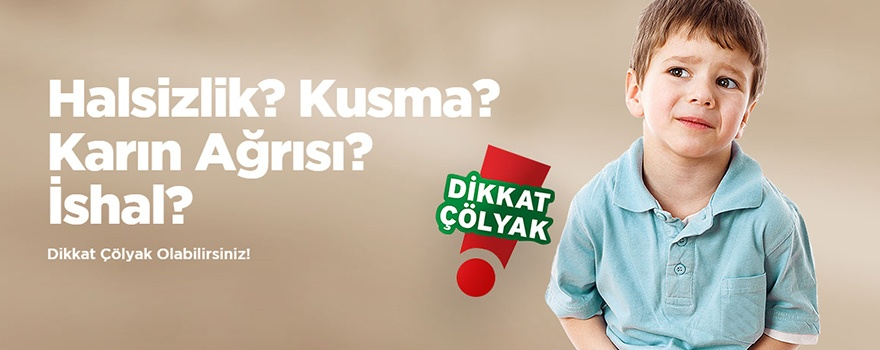 Halsizlik? Kusma?
Karın Ağrısı?
İshal?
Dikkat Çölyak Olabilirsiniz!
DİKKAT
ÇÖLYAK